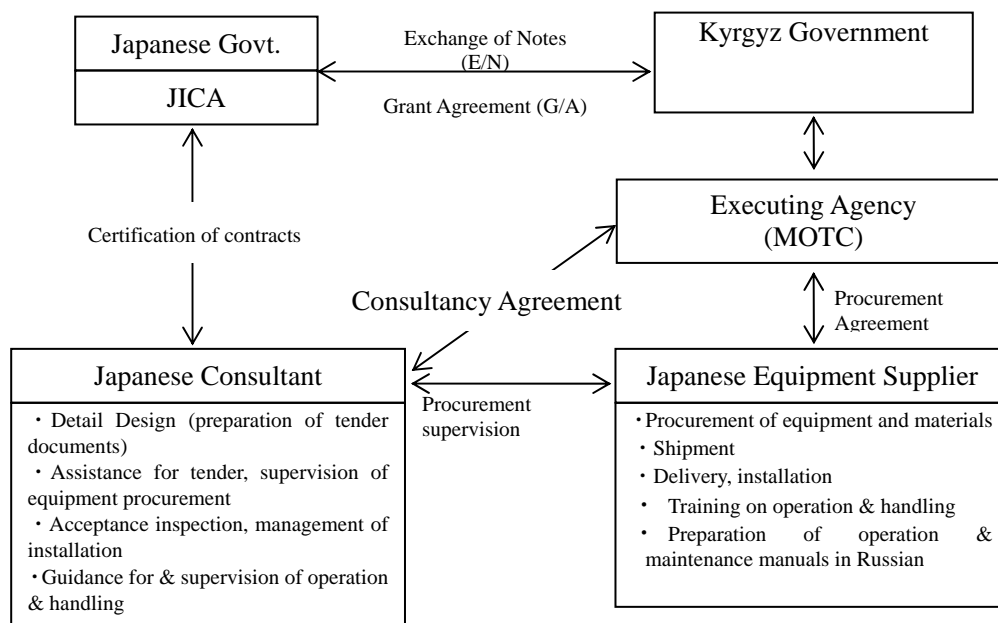 Japanese Govt.
JICA
Exchange of Notes
(E/N)
Grant Agreement (G/A)
Kyrgyz Government
Executing Agency
(MOTC)
Certification of contracts
Consultancy Agreement
Procurement
Agreement
Japanese Consultant
・Detail Design (preparation of tender
documents)
・Assistance for tender, supervision of
equipment procurement
・Acceptance inspection, management of
installation
・Guidance for & supervision of operation
& handling
Procurement
supervision
Japanese Equipment Supplier
・Procurement of equipment and materials
・Shipment
・Delivery, installation
・ Training on operation & handling
・ Preparation of operation &
maintenance manuals in Russian